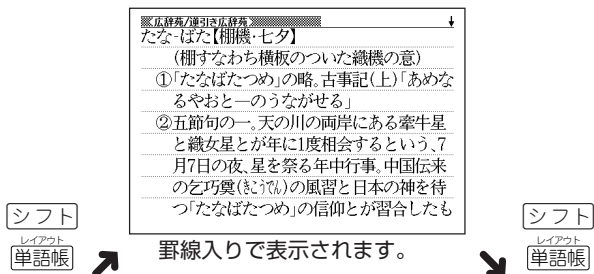 広辞苑/逆引き広辞苑
たな‐ばた【棚機・七夕】
(棚すなわち横板のついた織機の意)
①「たなばたつめ」の略。古事記(上)「あめな
るやおと―のうながせる」
②五節句の一。天の川の両岸にある牽牛星
と織女星とが年に1度相会するという、7
月7日の夜、星を祭る年中行事。中国伝来
の乞巧奠(きこうでん)の風習と日本の神を待
つ「たなばたつめ」の信仰とが習合したも
シフト
レイアウト
単語帳
罫線入りで表示されます。
シフト
レイアウト
単語帳